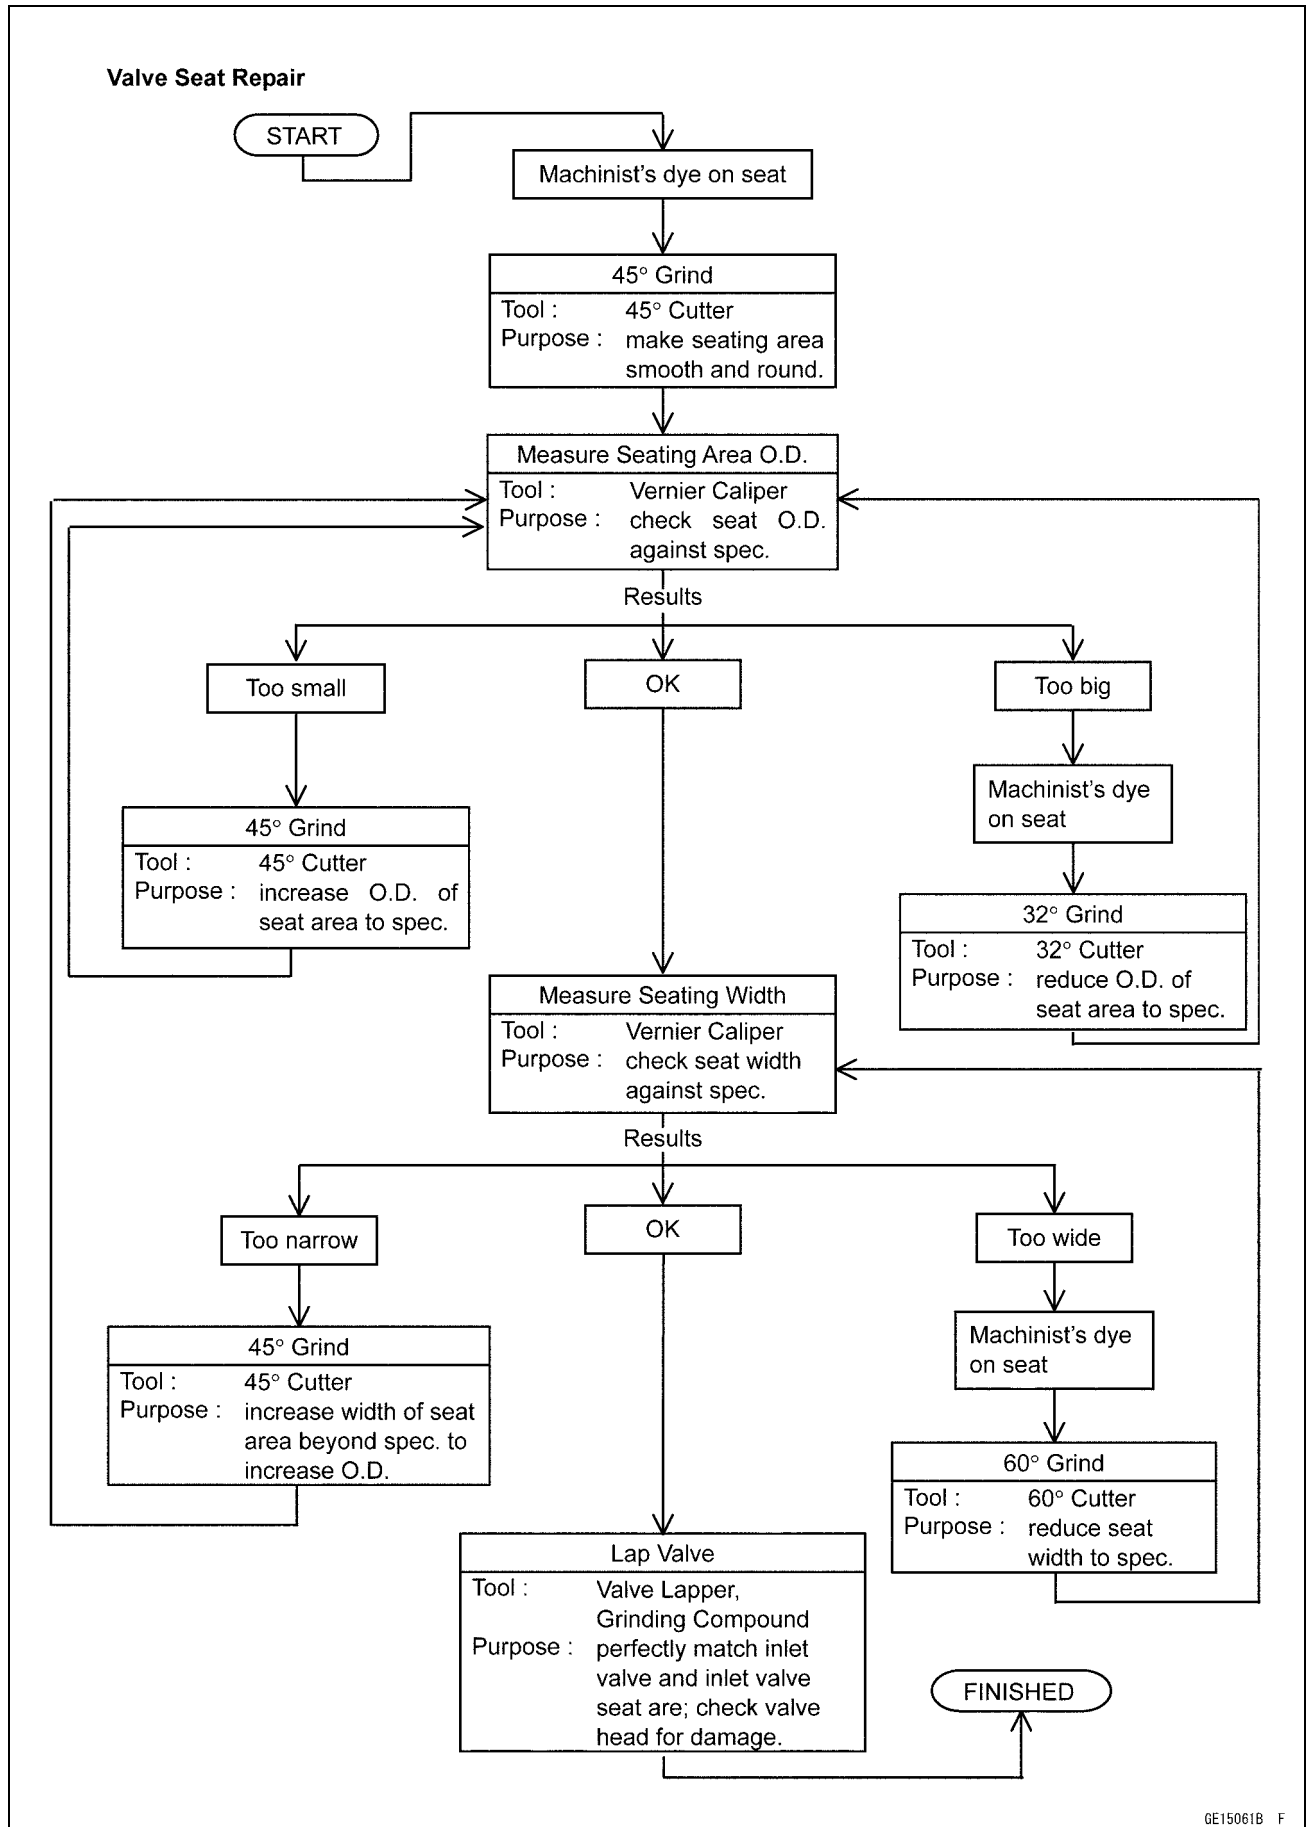 Valve Seat Repair
START
Machinist's dye on seat
45° Grind
Tool : 45° Cutter
Purpose : make seating area
smooth and round.
Measure Seating Area O.D.
Tool : Vernier Caliper
Purpose : check seat O.D.
against spec.
Results
Too small
OK
Too big
Machinist's dye
on seat
45° Grind
Tool : 45° Cutter
Purpose : increase O.D. of
seat area to spec.
32° Grind
Tool : 32° Cutter
Purpose : reduce O.D. of
seat area to spec.
Measure Seating Width
Tool : Vernier Caliper
Purpose : check seat width
against spec.
Results
Too narrow
OK
Too wide
Machinist's dye
on seat
45° Grind
Tool : 45° Cutter
Purpose : increase width of seat
area beyond spec. to
increase O.D.
60° Grind
Tool : 60° Cutter
Purpose : reduce seat
width to spec.
Lap Valve
Tool : Valve Lapper,
Grinding Compound
Purpose : perfectly match inlet
valve and inlet valve
seat are; check valve
head for damage.
FINISHED
GE15061B F